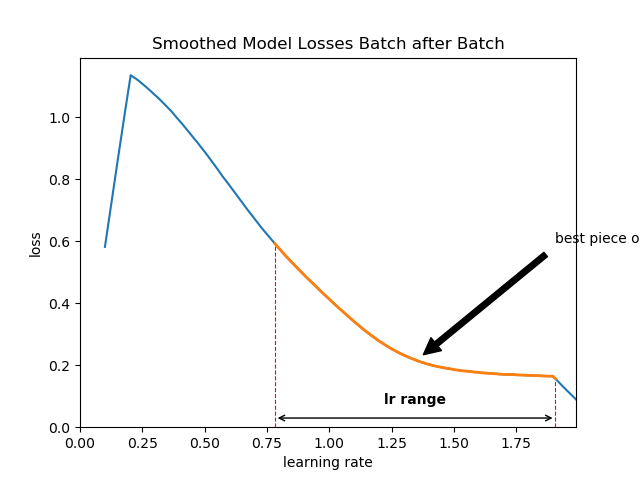 Smoothed Model Losses Batch after Batch
loss
1.0
0.8
0.6
0.4
0.2
0.0
best piece o
lr range
0.00 0.25 0.50 0.75 1.00 1.25 1.50 1.75
learning rate